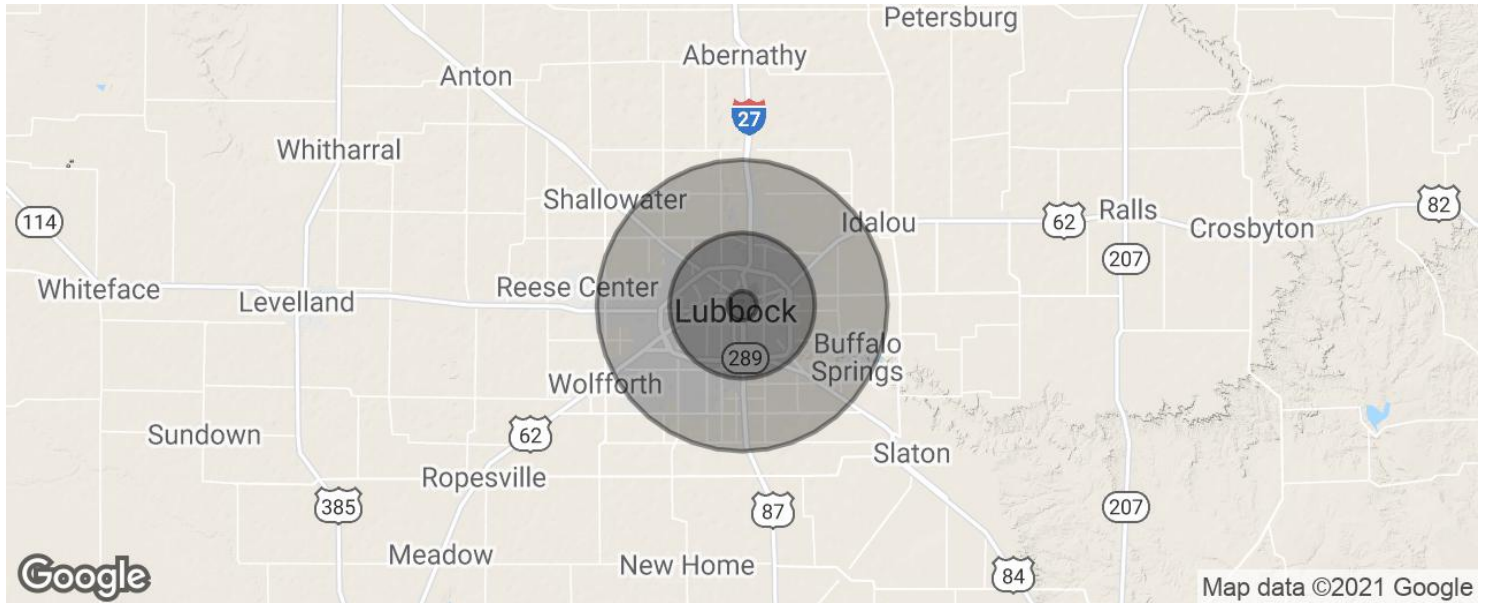 Petersburg
Abernathy
Anton
27
Whitharral
Shallowater
82
114
62
Ralls
Idalou
Crosbyton
207
Whiteface
Reese Center
Levelland
Lubbock
289
Buffalo
Springs
Wolfforth
62
Sundown
Slaton
Ropesville
385
87
207
Meadow
New Home
84
Google
Map data ©2021 Google